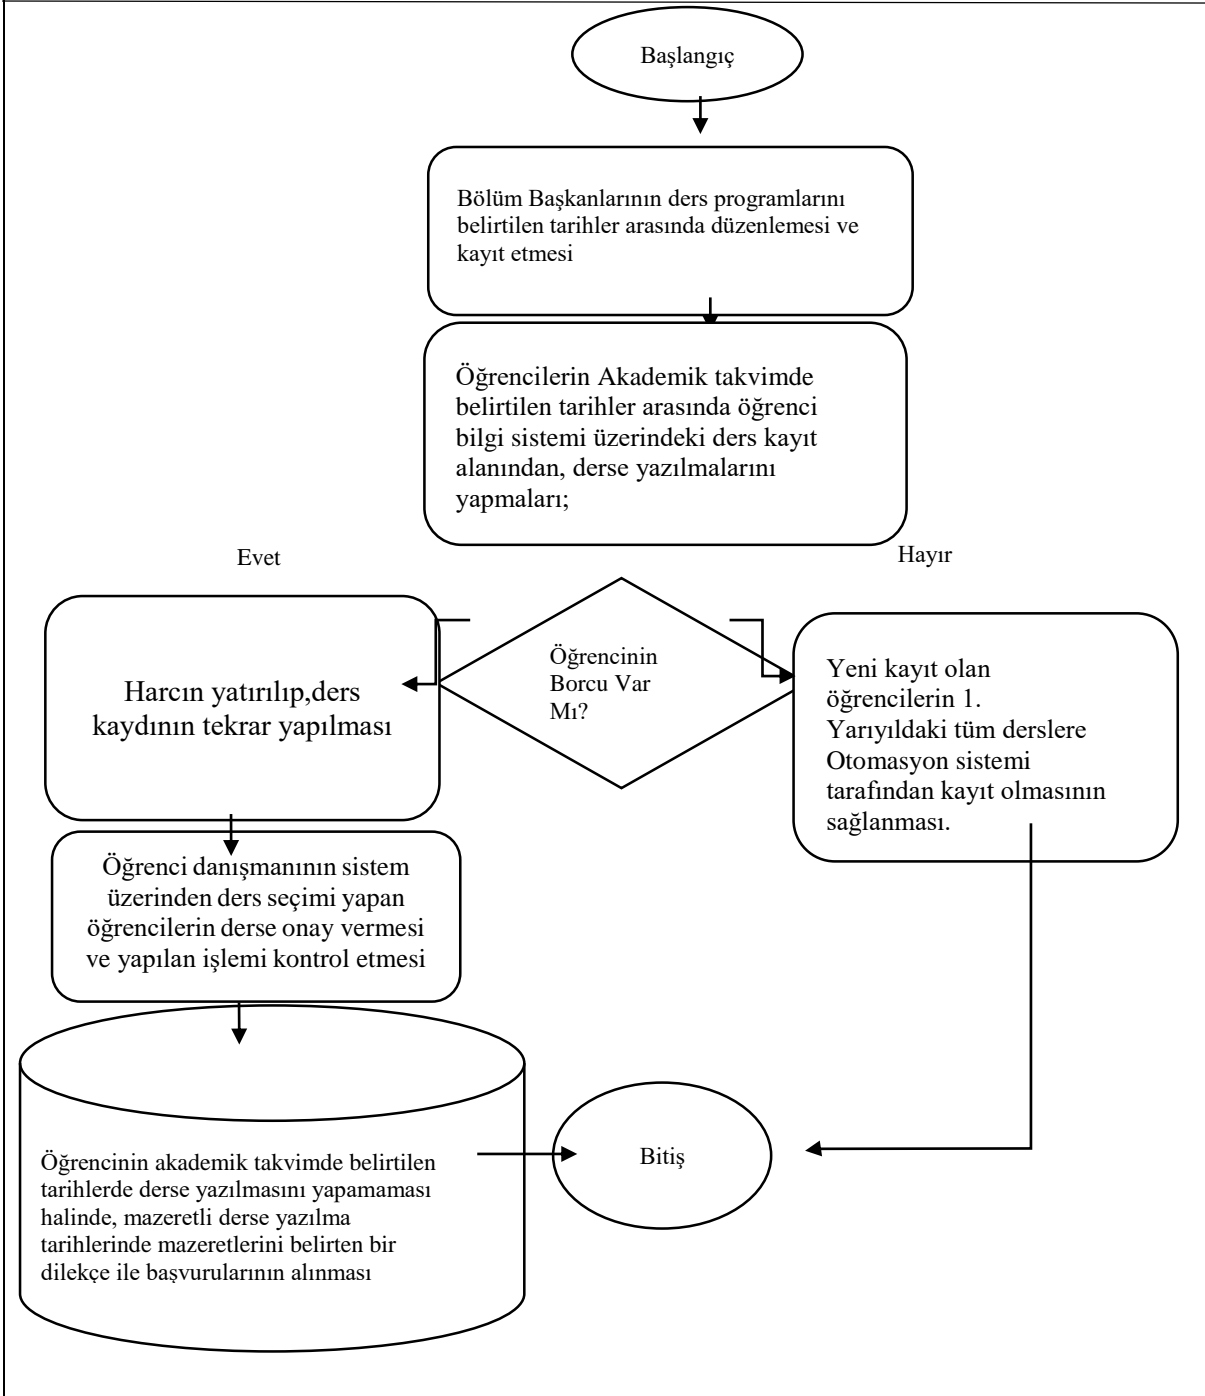 Başlangıç
Bölüm Başkanlarının ders programlarını
belirtilen tarihler arasında düzenlemesi ve
kayıt etmesi
Öğrencilerin Akademik takvimde
belirtilen tarihler arasında öğrenci
bilgi sistemi üzerindeki ders kayıt
alanından, derse yazılmalarını
yapmaları;
Evet
Hayır
Öğrencinin
Borcu Var
Mı?
Harcın yatırılıp,ders
kaydının tekrar yapılması
Yeni kayıt olan
öğrencilerin 1.
Yarıyıldaki tüm derslere
Otomasyon sistemi
tarafından kayıt olmasının
sağlanması.
Öğrenci danışmanının sistem
üzerinden ders seçimi yapan
öğrencilerin derse onay vermesi
ve yapılan işlemi kontrol etmesi
Öğrencinin akademik takvimde belirtilen
tarihlerde derse yazılmasını yapamaması
halinde, mazeretli derse yazılma
tarihlerinde mazeretlerini belirten bir
dilekçe ile başvurularının alınması
Bitiş